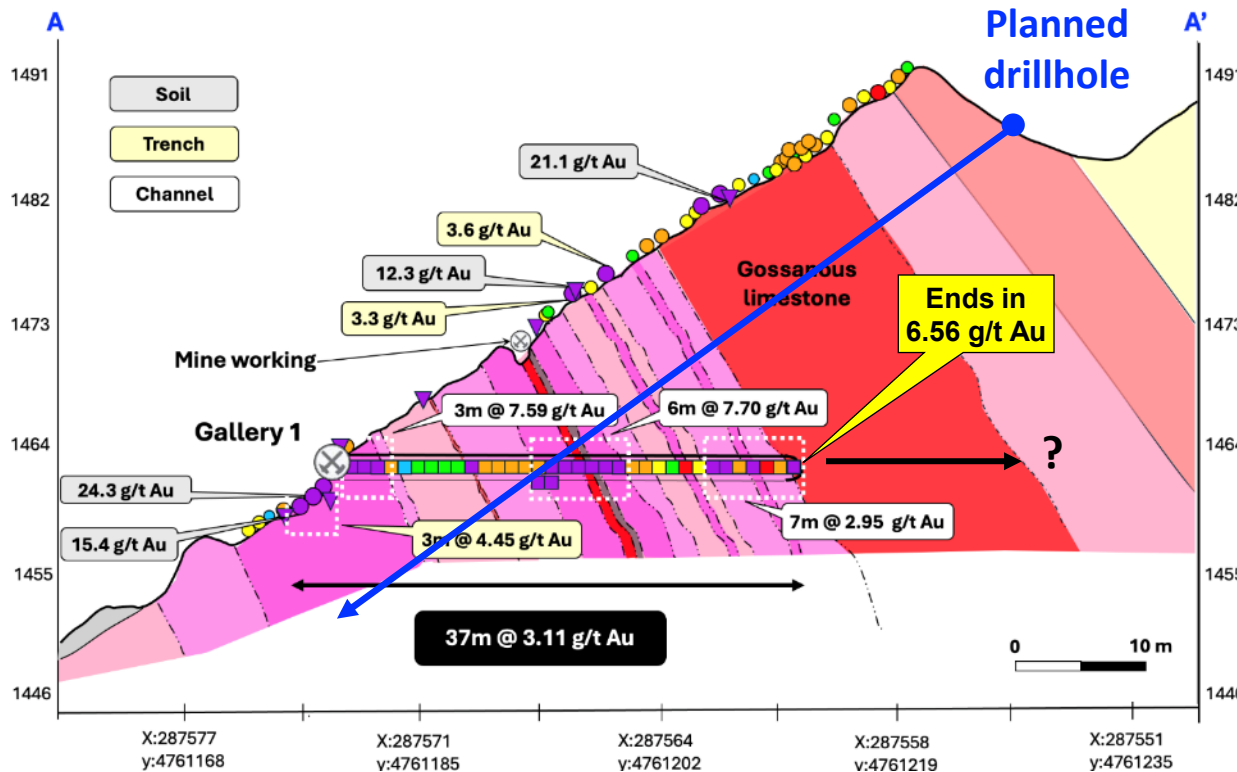 A
Planned
drillhole
A'
1491
1482
1473
1464
1455
1446
Soil
Trench
Channel
21.1 g/t Au
3.6 g/t Au
12.3 g/t Au
3.3 g/t Au
Mine working
Gossanous
limestone
Ends in
6.56 g/t Au
3m @ 7.59 g/t Au
6m @ 7.70 g/t Au
Gallery 1
?
24.3 g/t Au
15.4 g/t Au
3m @ 4.45 g/t Au
7m @ 2.95 g/t Au
37m @ 3.11 g/t Au
0
10 m
1491
1482
1473
1464
1455
1440
X:287577
y:4761168
X:287571
y:4761185
X:287564
y:4761202
X:287558
y:4761219
X:287551
y:4761235